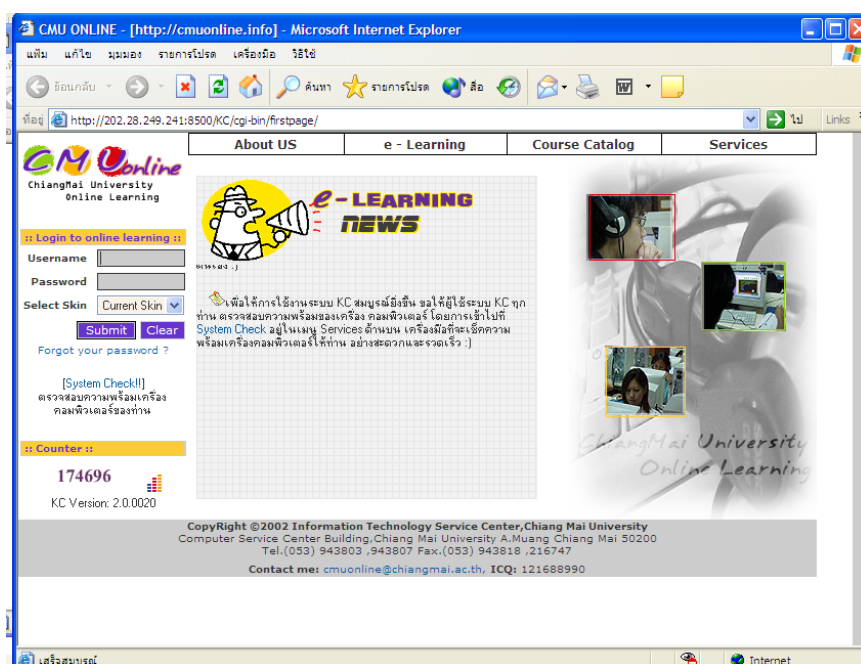 CMU ONLINE - [http://cmuonline.info] - Microsoft Internet Explorer
แฟ้ม แก้ไข มุมมอง รายการโปรด เครื่องมือ วิธีใช้
ย้อนกลับ ค้นหา รายการโปรด สื่อ
ที่อยู่ http://202.28.249.241:8500/KC/cgi-bin/firstpage/ ไป Links
CMU Online
ChiangMai University
Online Learning
About US e - Learning Course Catalog Services
:: Login to online learning ::
Username
Password
Select Skin Current Skin
Submit Clear
Forgot your password ?
[System Check!!]
ตรวจสอบความพร้อมเครื่อง
คอมพิวเตอร์ของท่าน
:: Counter ::
174696
KC Version: 2.0.0020
e - LEARNING
NEWS
เพื่อให้การใช้งานระบบ KC สมบูรณ์ยิ่งขึ้น ขอให้ผู้ใช้ระบบ KC ทุก
ท่าน ตรวจสอบความพร้อมของเครื่อง คอมพิวเตอร์ โดยการเข้าไปที่
System Check อยู่ในเมนู Services ด้านบน เครื่องมือที่จะเช็คความ
พร้อมเครื่องคอมพิวเตอร์ให้ท่าน อย่างสะดวกและรวดเร็ว :)
ChiangMai University
Online Learning
CopyRight ©2002 Information Technology Service Center,Chiang Mai University
Computer Service Center Building,Chiang Mai University A.Muang Chiang Mai 50200
Tel.(053) 943803 ,943807 Fax.(053) 943818 ,216747
Contact me: cmuonline@chiangmai.ac.th, ICQ: 121688990
เสร็จสมบูรณ์ Internet